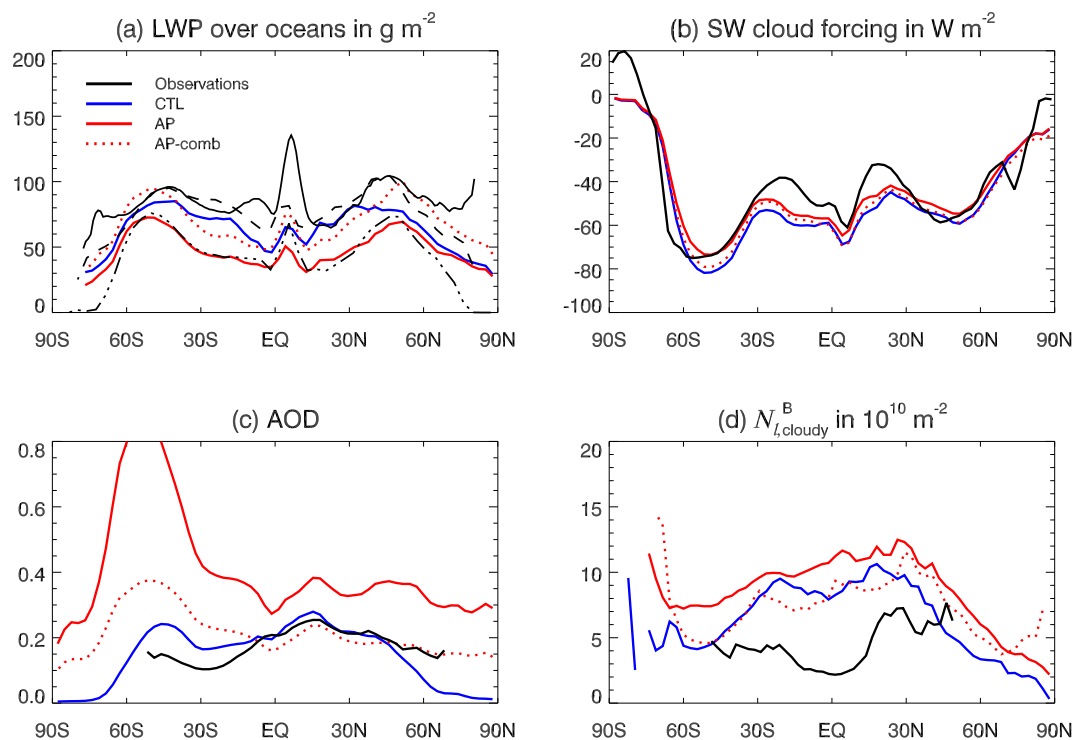 (a) LWP over oceans in g m-2
200
150
100
50
0
Observations
CTL
AP
AP-comb
90S 60S 30S EQ 30N 60N 90N
(b) SW cloud forcing in W m-2
20
0
-20
-40
-60
-80
-100
90S 60S 30S EQ 30N 60N 90N
(c) AOD
0.8
0.6
0.4
0.2
0.0
90S 60S 30S EQ 30N 60N 90N
(d) N l,cloudy B in 10 10 m-2
20
15
10
5
0
90S 60S 30S EQ 30N 60N 90N